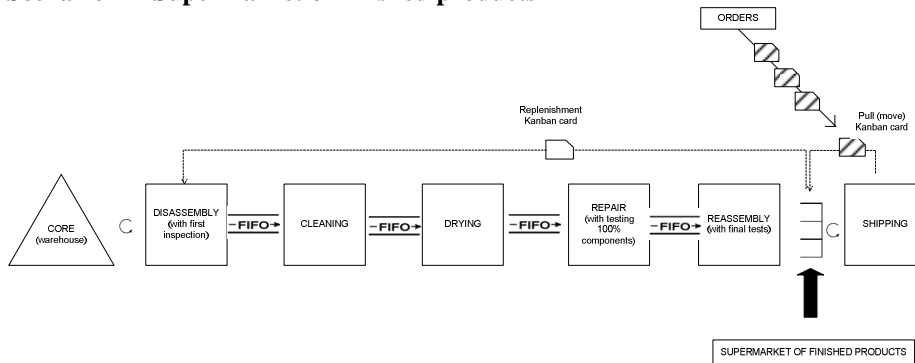 Scenario Supermarket of finished products
ORDERS
Replenishment
Kanban card
Pull (move)
Kanban card
CORE
(warehouse)
DISASSEMBLY
(with first
inspection)
FIFO
CLEANING
FIFO
DRYING
FIFO
REPAIR
(with testing
100%
components)
FIFO
REASSEMBLY
(with final tests)
SHIPPING
SUPERMARKET OF FINISHED PRODUCTS